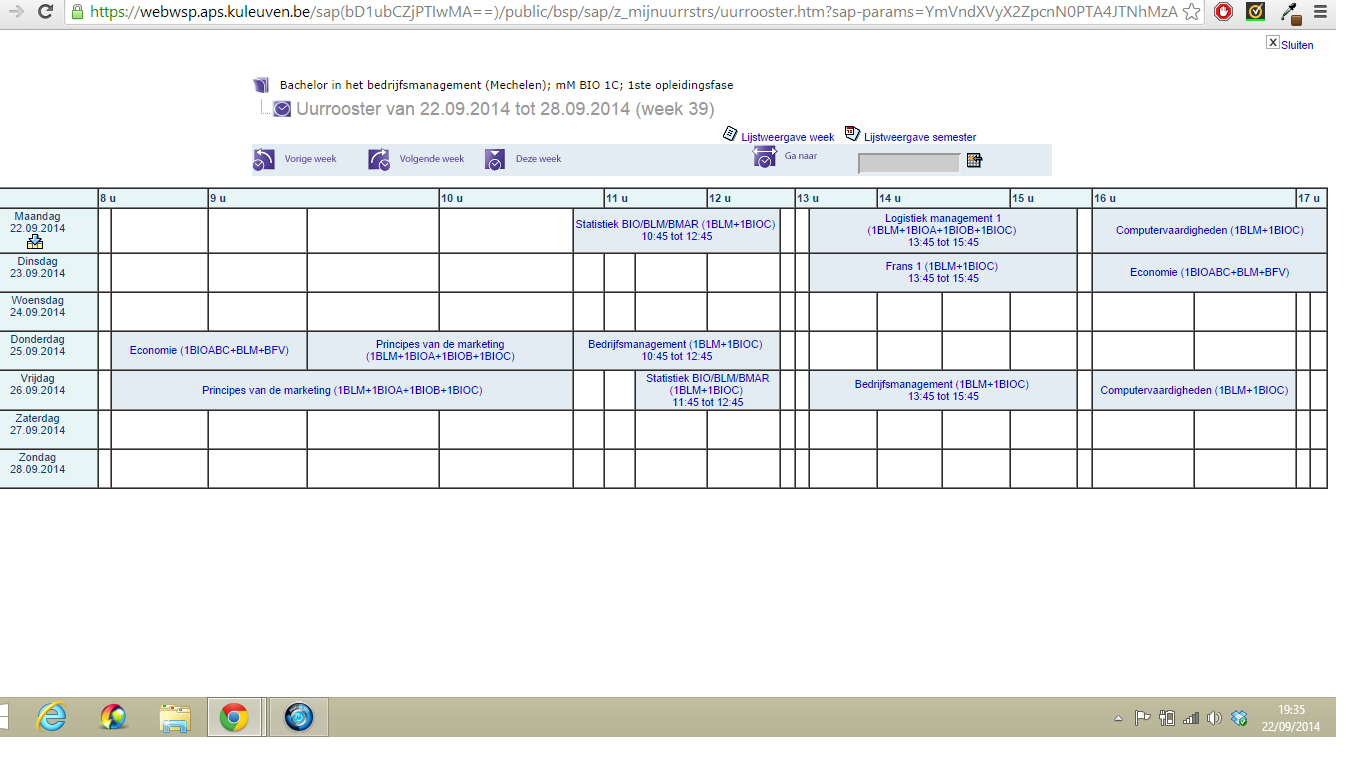 https://webwsp.aps.kuleuven.be/sap(bD1ubCZjPTIwMA==)/public/bsp/sap/z_mijnuurrstrs/uurrooster.htm?sap-params=YmVndXVyX2ZpcnN0PTA4JTNhMzA
X Sluiten
Bachelor in het bedrijfsmanagement (Mechelen); mM BIO 1C; 1ste opleidingsfase
Uurrooster van 22.09.2014 tot 28.09.2014 (week 39)
Lijstweergave week Lijstweergave semester
Vorige week Volgende week Deze week Ga naar
8 u 9 u 10 u 11 u 12 u 13 u 14 u 15 u 16 u 17 u
Maandag
22.09.2014
Statistiek BIO/BLM/BMAR (1BLM+1BIOC)
10:45 tot 12:45
Logistiek management 1
(1BLM+1BIOA+1BIOB+1BIOC)
13:45 tot 15:45
Computervaardigheden (1BLM+1BIOC)
Dinsdag
23.09.2014
Frans 1 (1BLM+1BIOC)
13:45 tot 15:45
Economie (1BIOABC+BLM+BFV)
Woensdag
24.09.2014
Donderdag
25.09.2014
Economie (1BIOABC+BLM+BFV)
Principes van de marketing
(1BLM+1BIOA+1BIOB+1BIOC)
Bedrijfsmanagement (1BLM+1BIOC)
10:45 tot 12:45
Vrijdag
26.09.2014
Principes van de marketing (1BLM+1BIOA+1BIOB+1BIOC)
Statistiek BIO/BLM/BMAR
(1BLM+1BIOC)
11:45 tot 12:45
Bedrijfsmanagement (1BLM+1BIOC)
13:45 tot 15:45
Computervaardigheden (1BLM+1BIOC)
Zaterdag
27.09.2014
Zondag
28.09.2014
19:35
22/09/2014